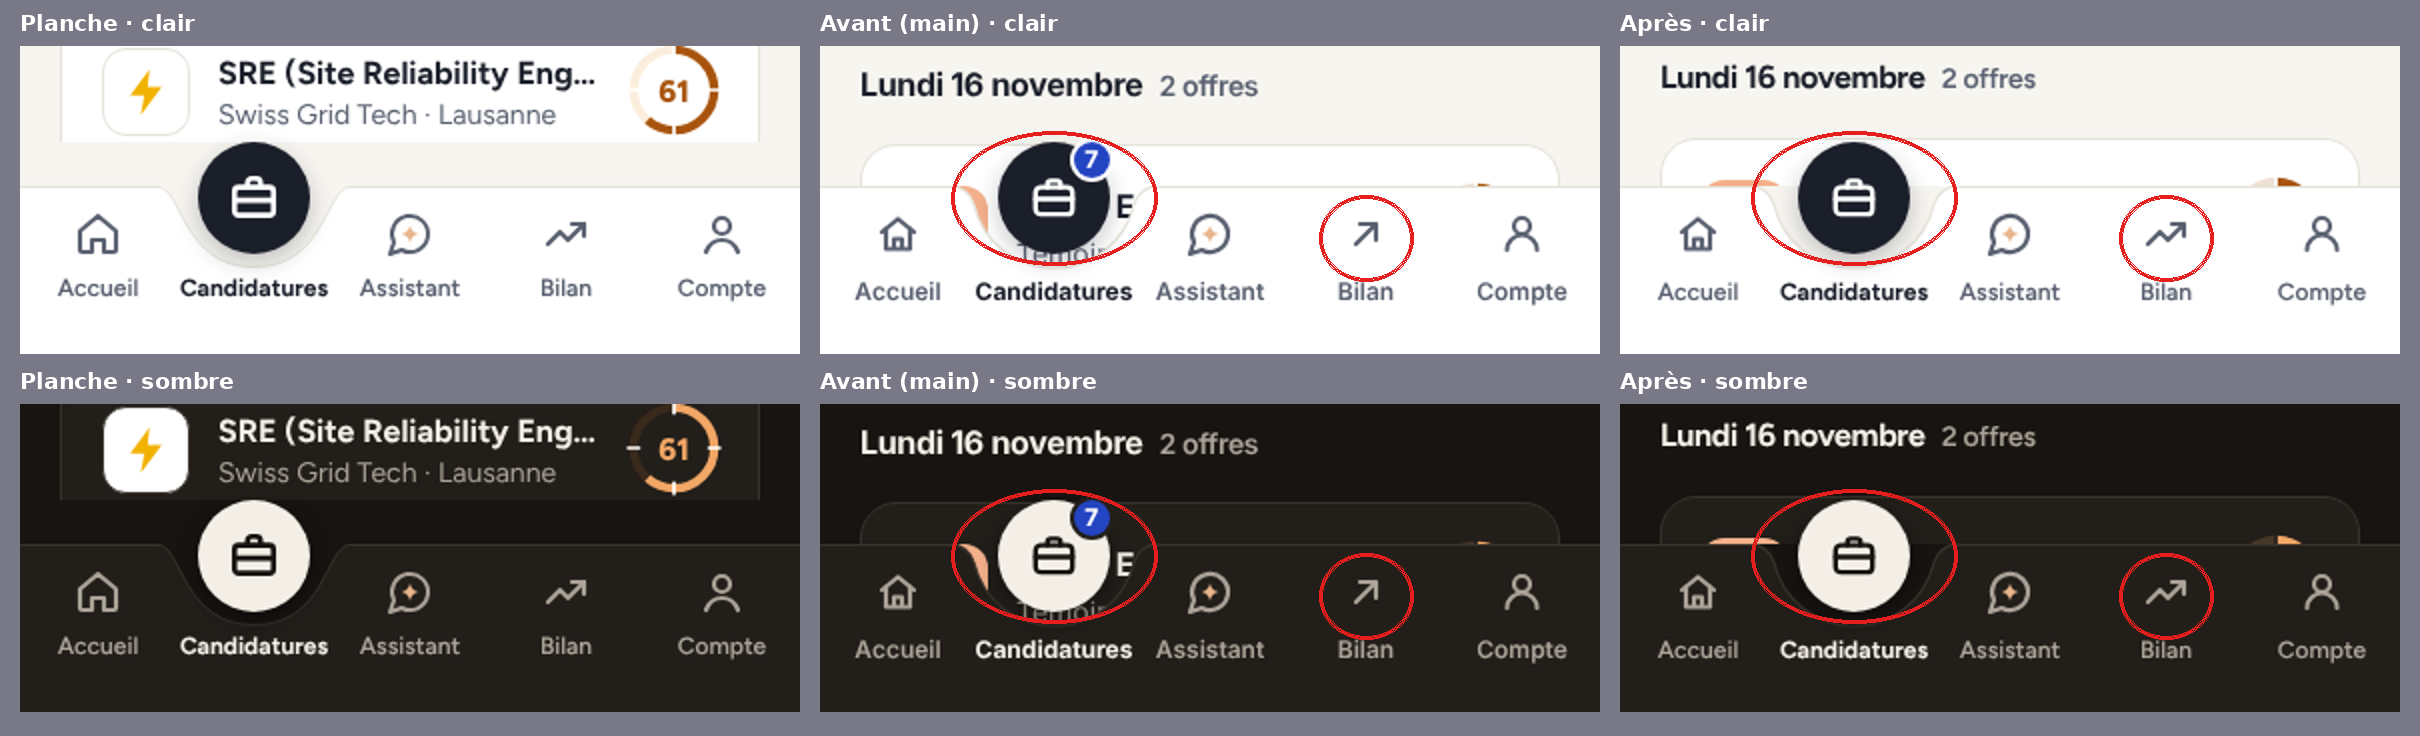 Planche · clair
SRE (Site Reliability Eng...
Swiss Grid Tech · Lausanne
61
Accueil
Candidatures
Assistant
Bilan
Compte
Avant (main) · clair
Lundi 16 novembre 2 offres
7
E
Témoir
Accueil
Candidatures
Assistant
Bilan
Compte
Après · clair
Lundi 16 novembre 2 offres
Accueil
Candidatures
Assistant
Bilan
Compte
Planche · sombre
SRE (Site Reliability Eng...
Swiss Grid Tech · Lausanne
61
Accueil
Candidatures
Assistant
Bilan
Compte
Avant (main) · sombre
Lundi 16 novembre 2 offres
7
E
Accueil
Candidatures
Assistant
Bilan
Compte
Après · sombre
Lundi 16 novembre 2 offres
Accueil
Candidatures
Assistant
Bilan
Compte